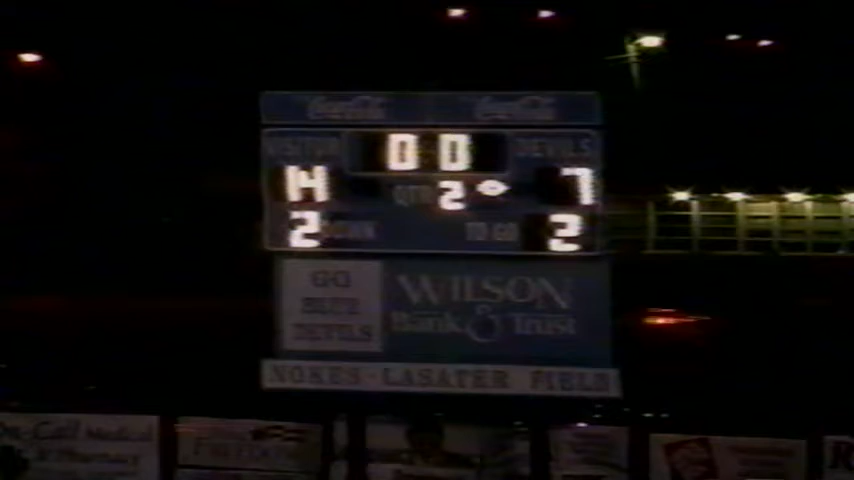 Coca-Cola Coca-Cola
VISITOR 00 DEVILS
14 QTR 2 7
2 DOWN TO GO 2
GO
BLUE
DEVILS
WILSON
Bank & Trust
NOKES-LASATER FIELD
Medical